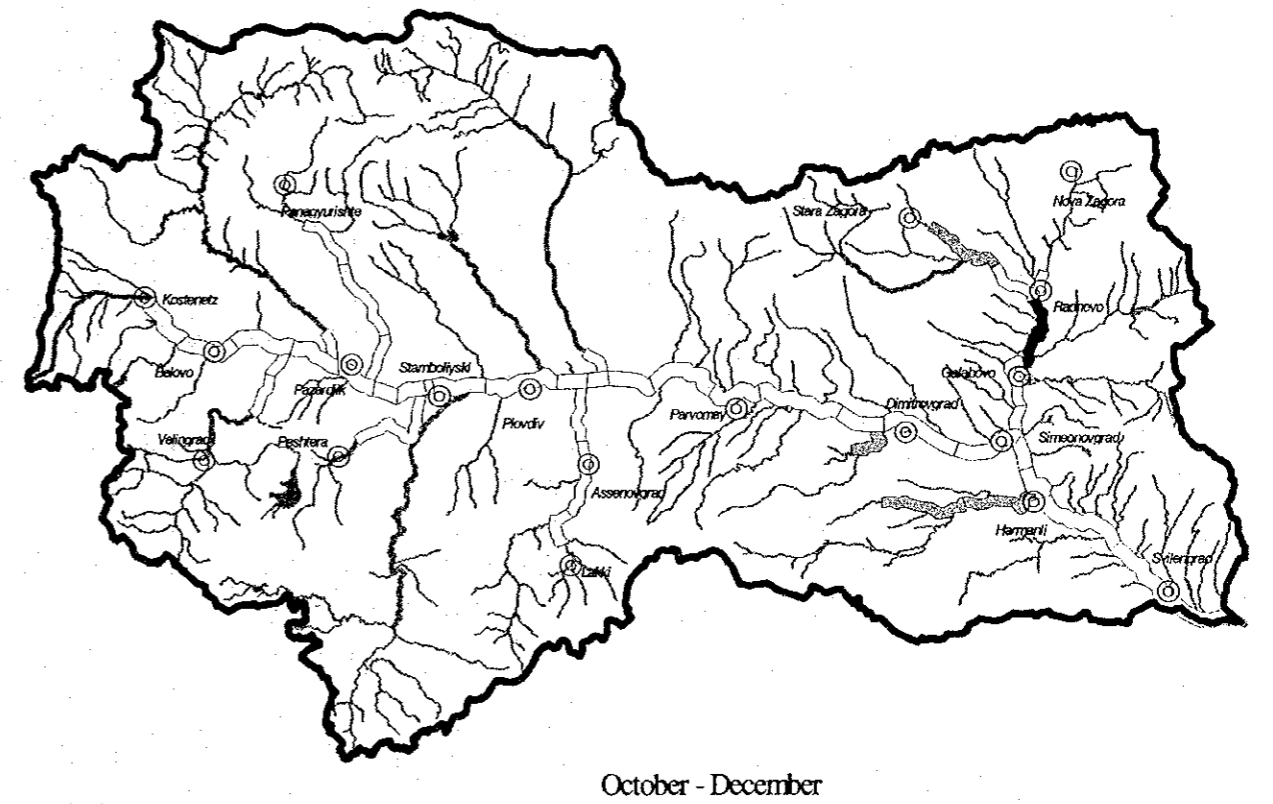 Nova Zagora
Stara Zagora
Panagyurishte
Kostenetz
Radnovo
Belovo
Stamboliyski
Galabovo
Pazardjik
Plovdiv
Parvomay
Dimitrovgrad
Velingrad
Peshtera
Simeonovgrad
Assenovgrad
Harmanli
Svilengrad
Lakki
October - December